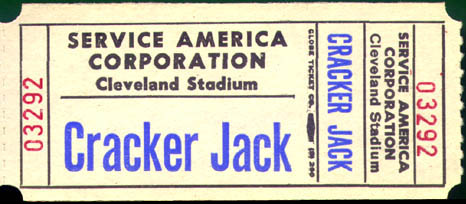 03292
SERVICE AMERICA
CORPORATION
Cleveland Stadium
Cracker Jack
GLOBE TICKET CO.
CRACKER JACK
SERVICE AMERICA
CORPORATION
Cleveland Stadium
03292